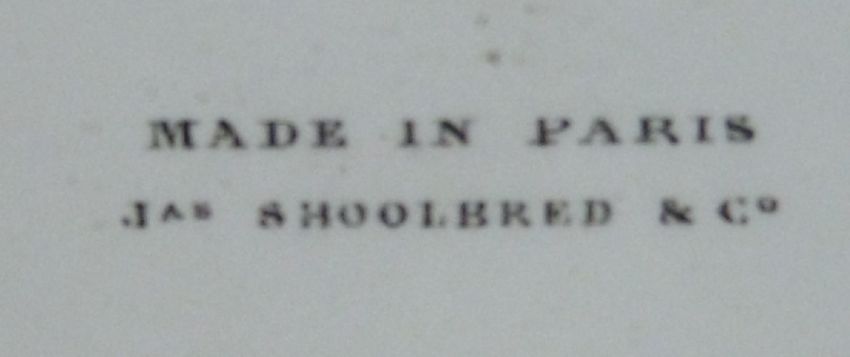 MADE IN PARIS
Jᴬˢ SHOOLBRED & Cº